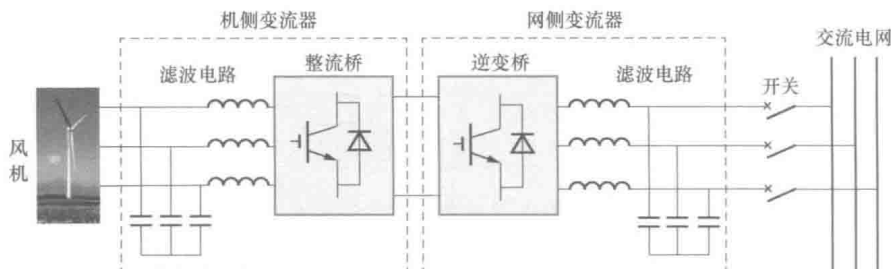 机侧变流器
网侧变流器
交流电网
滤波电路
整流桥
逆变桥
滤波电路
开关
风
机